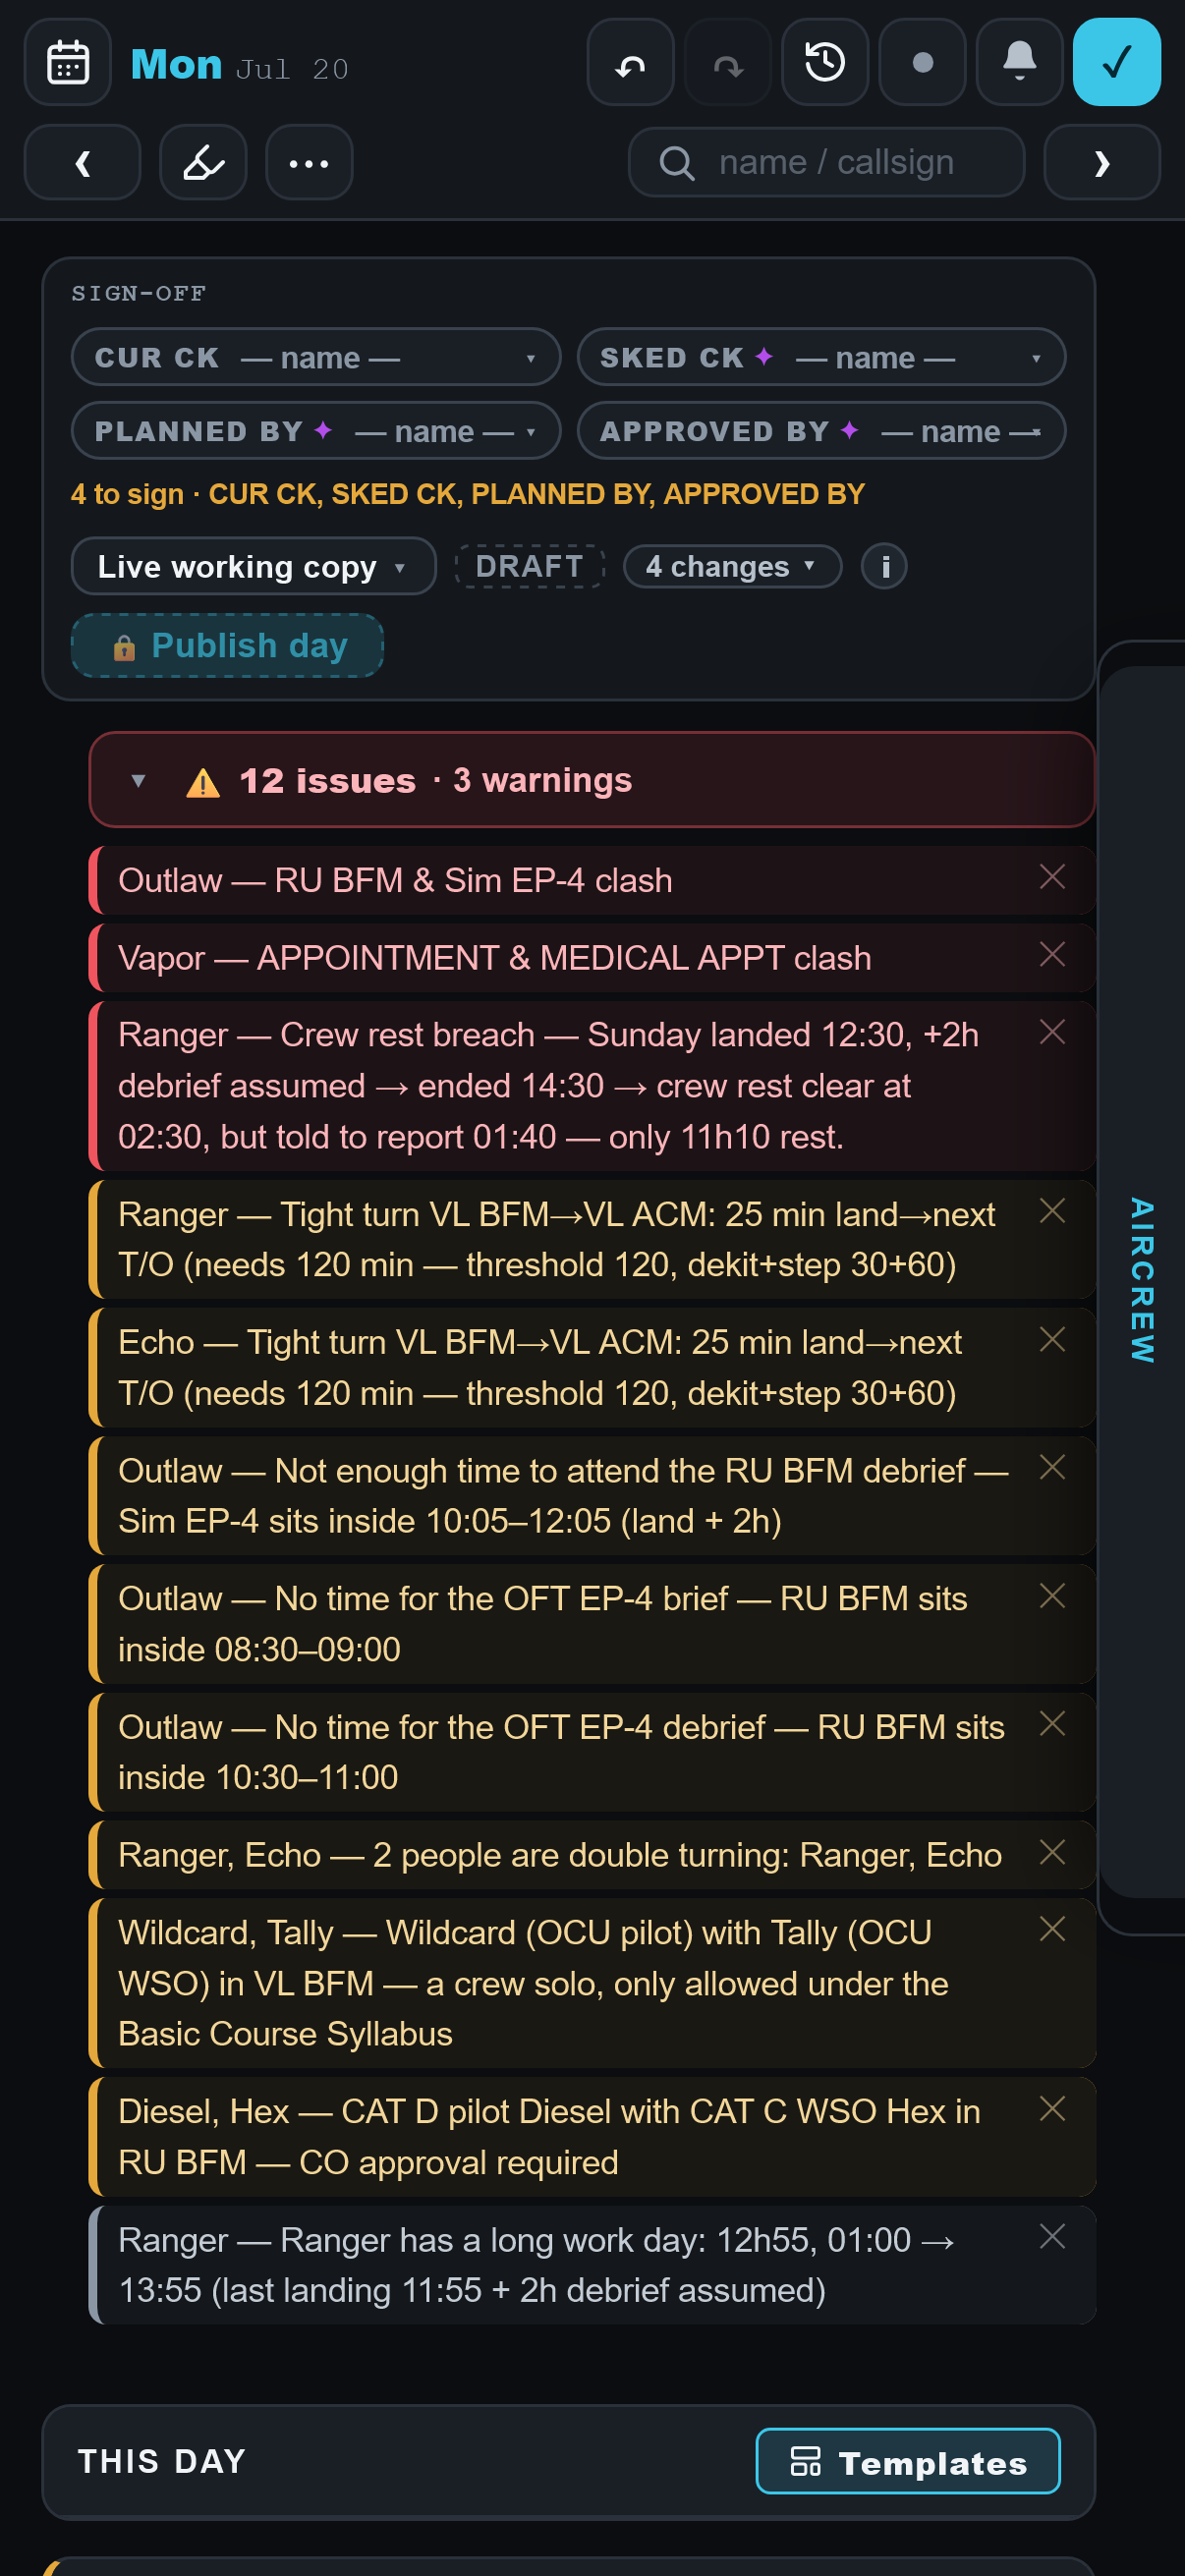 Mon Jul 20
name / callsign
SIGN-OFF
CUR CK — name —
SKED CK ✦ — name —
PLANNED BY ✦ — name —
APPROVED BY ✦ — name —
4 to sign · CUR CK, SKED CK, PLANNED BY, APPROVED BY
Live working copy
DRAFT
4 changes
i
Publish day
12 issues · 3 warnings
Outlaw — RU BFM & Sim EP-4 clash
Vapor — APPOINTMENT & MEDICAL APPT clash
Ranger — Crew rest breach — Sunday landed 12:30, +2h
debrief assumed → ended 14:30 → crew rest clear at
02:30, but told to report 01:40 — only 11h10 rest.
Ranger — Tight turn VL BFM→VL ACM: 25 min land→next
T/O (needs 120 min — threshold 120, dekit+step 30+60)
Echo — Tight turn VL BFM→VL ACM: 25 min land→next
T/O (needs 120 min — threshold 120, dekit+step 30+60)
Outlaw — Not enough time to attend the RU BFM debrief —
Sim EP-4 sits inside 10:05–12:05 (land + 2h)
Outlaw — No time for the OFT EP-4 brief — RU BFM sits
inside 08:30–09:00
Outlaw — No time for the OFT EP-4 debrief — RU BFM sits
inside 10:30–11:00
Ranger, Echo — 2 people are double turning: Ranger, Echo
Wildcard, Tally — Wildcard (OCU pilot) with Tally (OCU
WSO) in VL BFM — a crew solo, only allowed under the
Basic Course Syllabus
Diesel, Hex — CAT D pilot Diesel with CAT C WSO Hex in
RU BFM — CO approval required
Ranger — Ranger has a long work day: 12h55, 01:00 →
13:55 (last landing 11:55 + 2h debrief assumed)
AIRCREW
THIS DAY
Templates